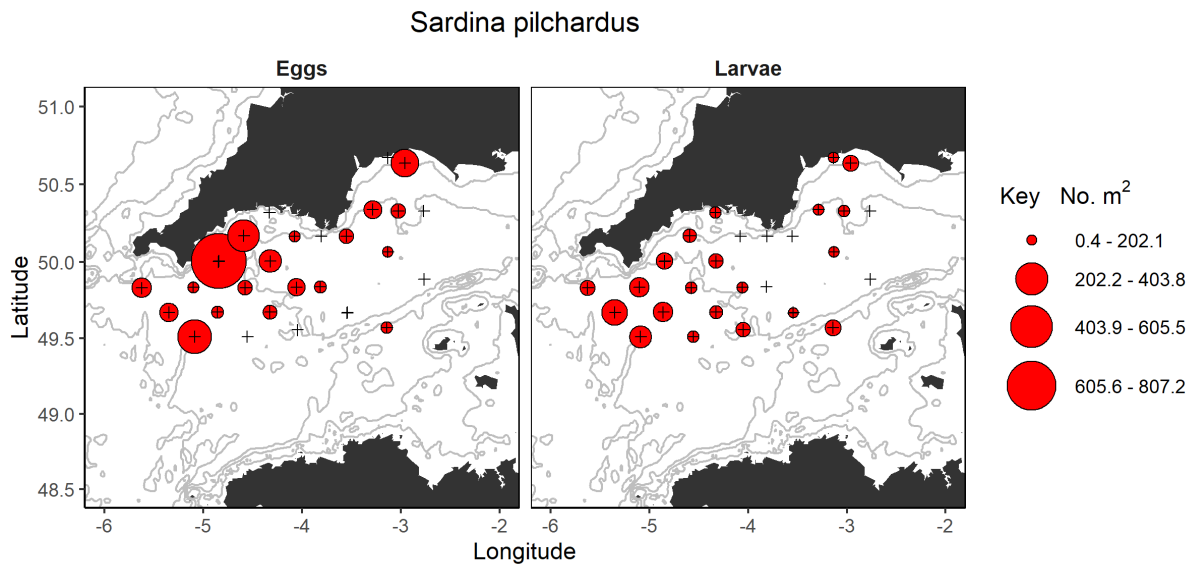 Sardina pilchardus
Eggs
Larvae
Latitude
51.0
50.5
50.0
49.5
49.0
48.5
-6 -5 -4 -3 -2
-6 -5 -4 -3 -2
Longitude
Key No. m²
0.4 - 202.1
202.2 - 403.8
403.9 - 605.5
605.6 - 807.2